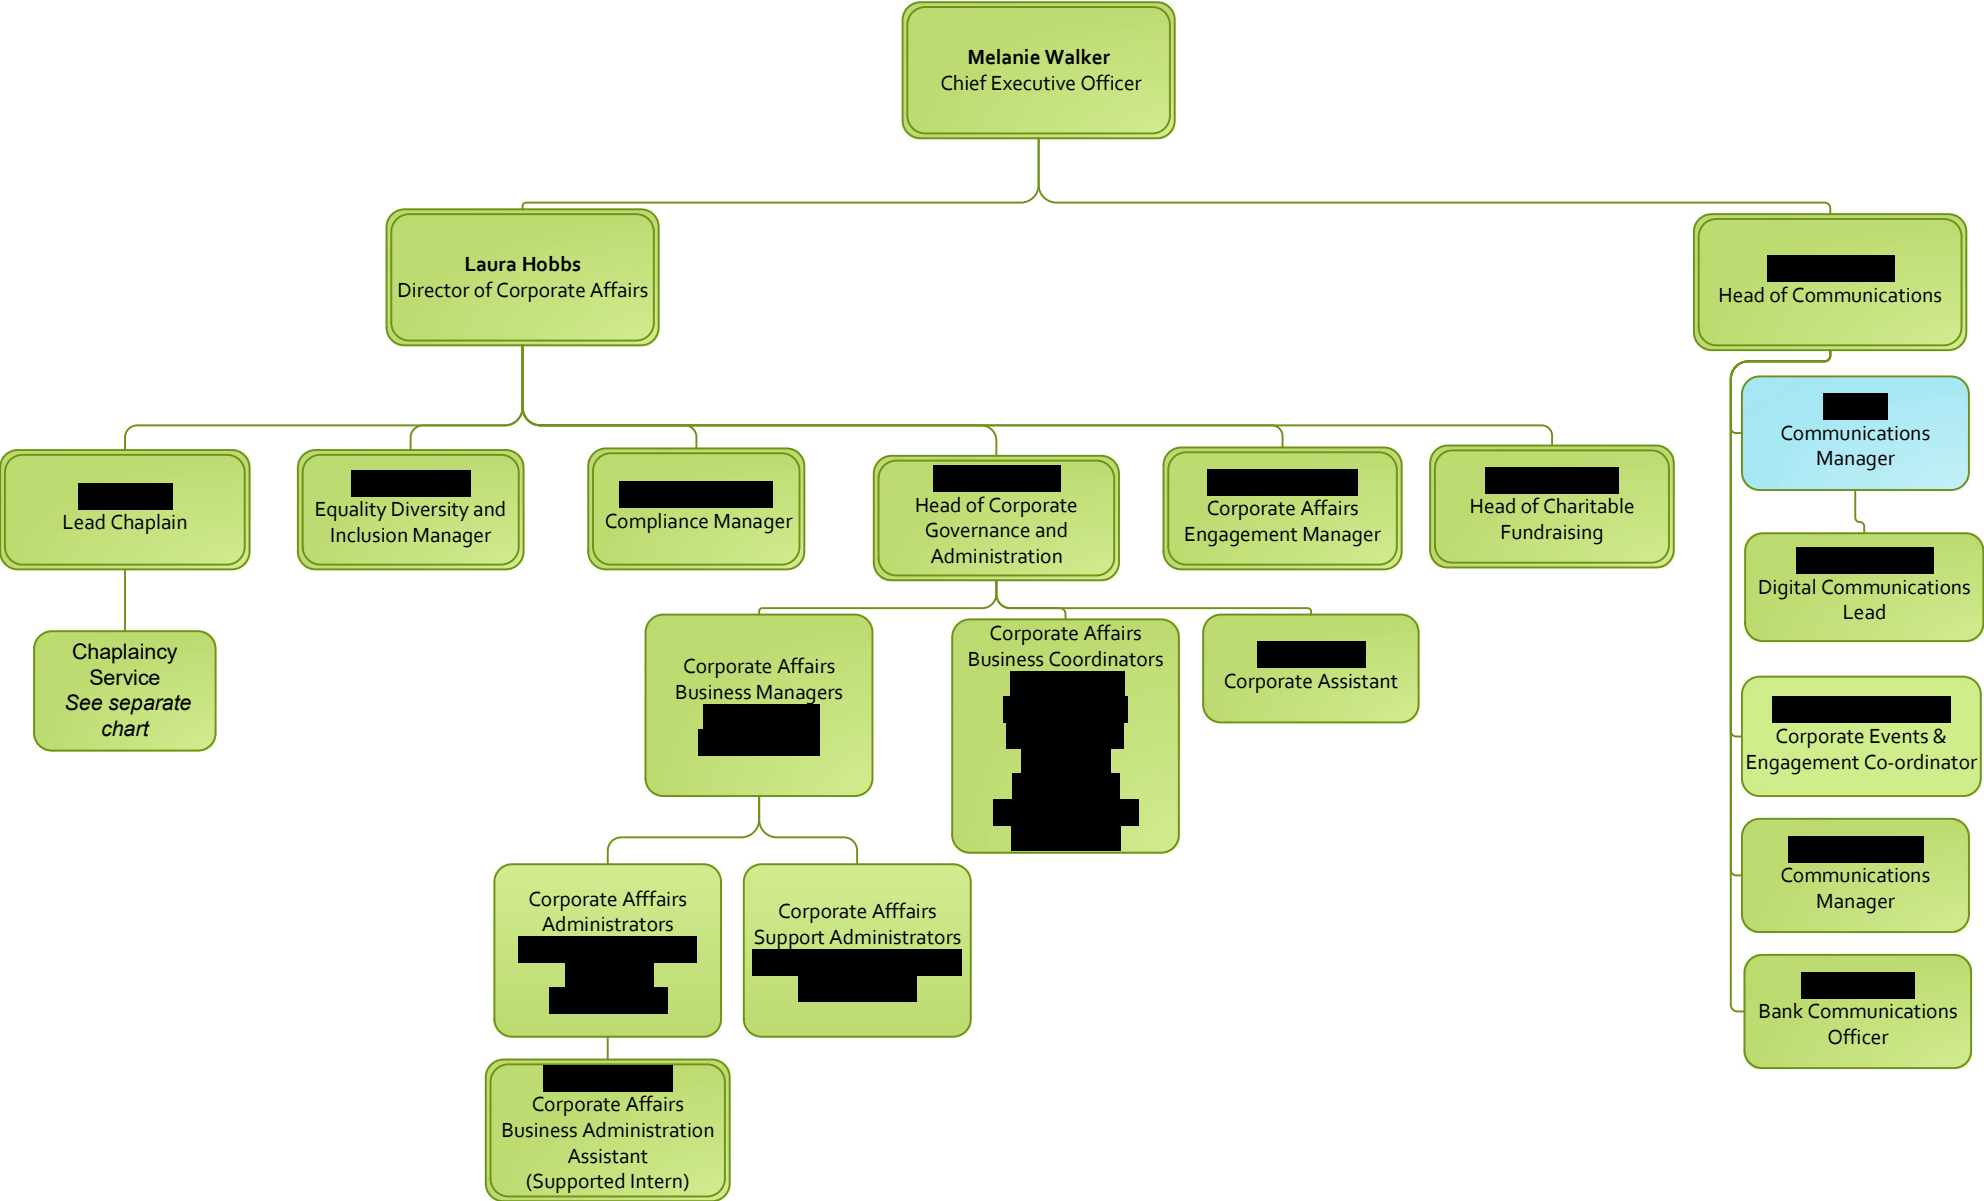 Melanie Walker
Chief Executive Officer
Laura Hobbs
Director of Corporate Affairs
Head of Communications
Lead Chaplain
Equality Diversity and
Inclusion Manager
Compliance Manager
Head of Corporate
Governance and
Administration
Corporate Affairs
Engagement Manager
Head of Charitable
Fundraising
Communications
Manager
Digital Communications
Lead
Chaplaincy
Service
See separate
chart
Corporate Affairs
Business Managers
Corporate Affairs
Business Coordinators
Corporate Assistant
Corporate Events &
Engagement Co-ordinator
Communications
Manager
Bank Communications
Officer
Corporate Afffairs
Administrators
Corporate Afffairs
Support Administrators
Corporate Affairs
Business Administration
Assistant
(Supported Intern)